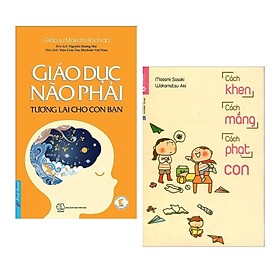 Giáo sư Makoto Shichida
GIÁO DỤC
NÃO PHẢI
TƯƠNG LAI CHO CON BẠN
Masami Sasaki
Wakamatsu Aki
Cách
khen
Cách
mắng
Cách
phạt
con